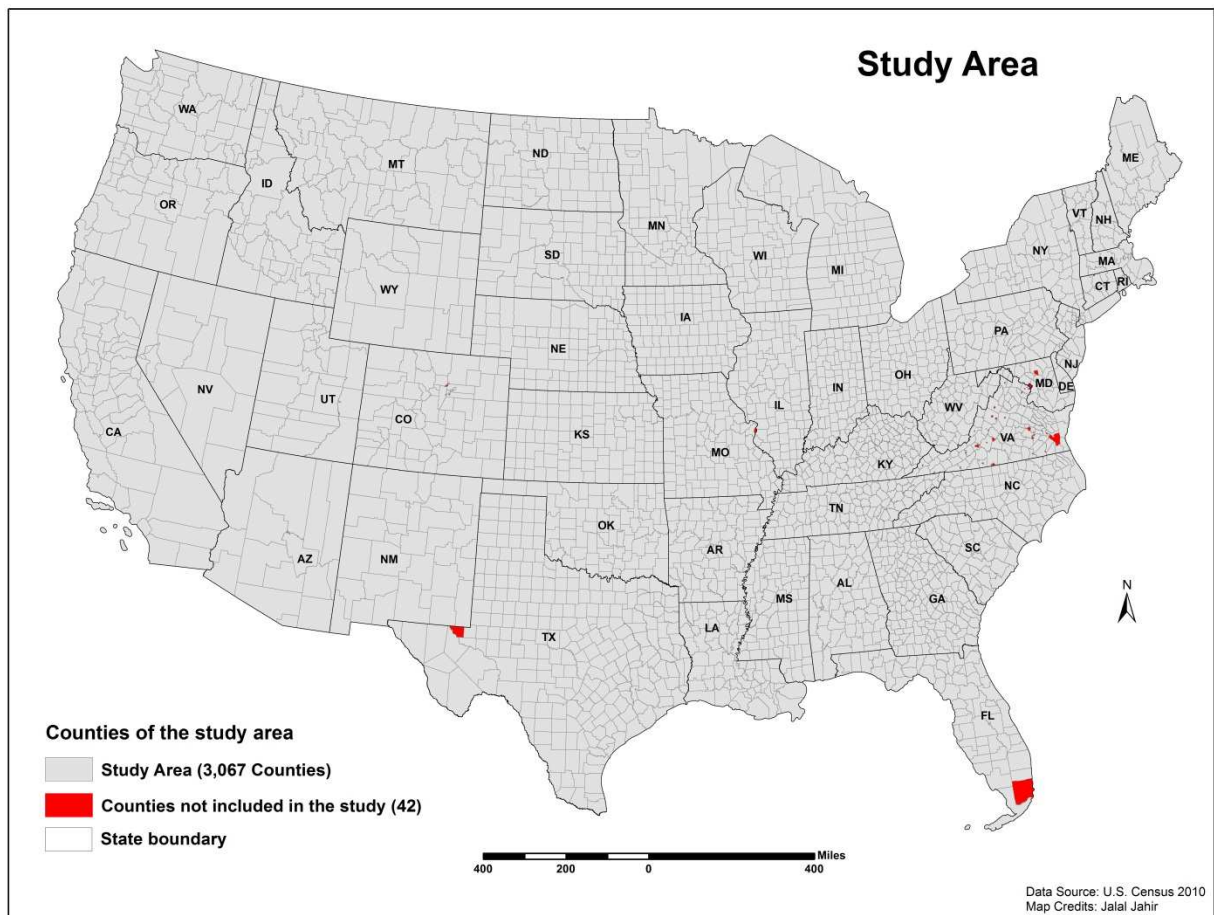 Study Area
WA
MT
ND
ME
ID
OR
MN
VT
NH
NY
SD
WI
MA
MI
CT
RI
WY
IA
PA
NE
NJ
OH
MD
NV
IL
IN
DE
UT
CO
WV
CA
KS
VA
MO
KY
NC
TN
OK
AR
SC
AZ
NM
N
AL
MS
GA
LA
TX
FL
Counties of the study area
Study Area (3,067 Counties)
Counties not included in the study (42)
State boundary
Miles
400 200 0 400
Data Source: U.S. Census 2010
Map Credits: Jalal Jahir